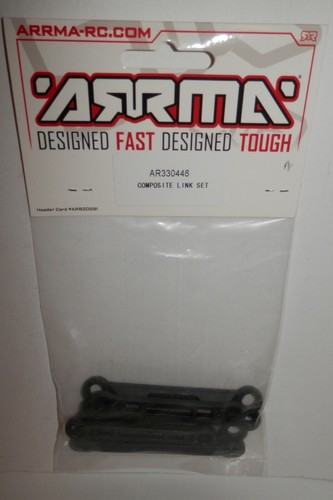 ARRMA-RC.COM
ARRMA
DESIGNED FAST DESIGNED TOUGH
AR330448
COMPOSITE LINK SET